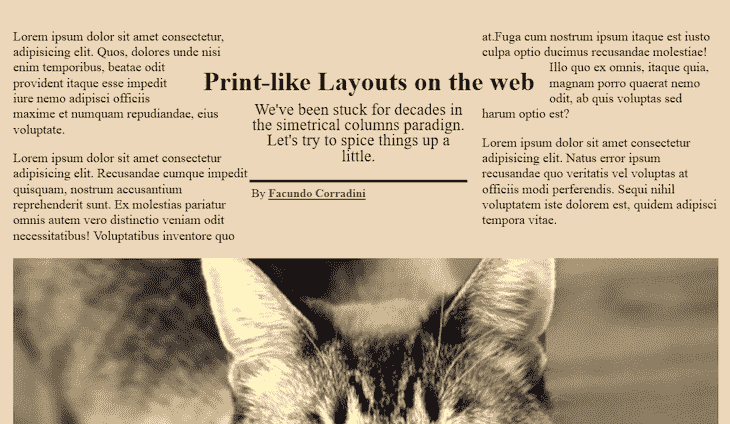 Lorem ipsum dolor sit amet consectetur,
adipisicing elit. Quos, dolores unde nisi
enim temporibus, beatae odit
provident itaque esse impedit
iure nemo adipisci officiis
maxime et numquam repudiandae, eius
voluptate.
Lorem ipsum dolor sit amet consectetur
adipisicing elit. Recusandae cumque impedit
quisquam, nostrum accusantium
reprehenderit sunt. Ex molestias pariatur
omnis autem vero distinctio veniam odit
necessitatibus! Voluptatibus inventore quo
Print-like Layouts on the web
We've been stuck for decades in
the simetrical columns paradign.
Let's try to spice things up a
little.
By Facundo Corradini
at.Fuga cum nostrum ipsum itaque est iusto
culpa optio ducimus recusandae molestiae!
Illo quo ex omnis, itaque quia,
magnam porro quaerat nemo
odit, ab quis voluptas sed
harum optio est?
Lorem ipsum dolor sit amet consectetur
adipisicing elit. Natus error ipsum
recusandae quo veritatis vel voluptas at
officiis modi perferendis. Sequi nihil
voluptatem iste dolorem est, quidem adipisci
tempora vitae.